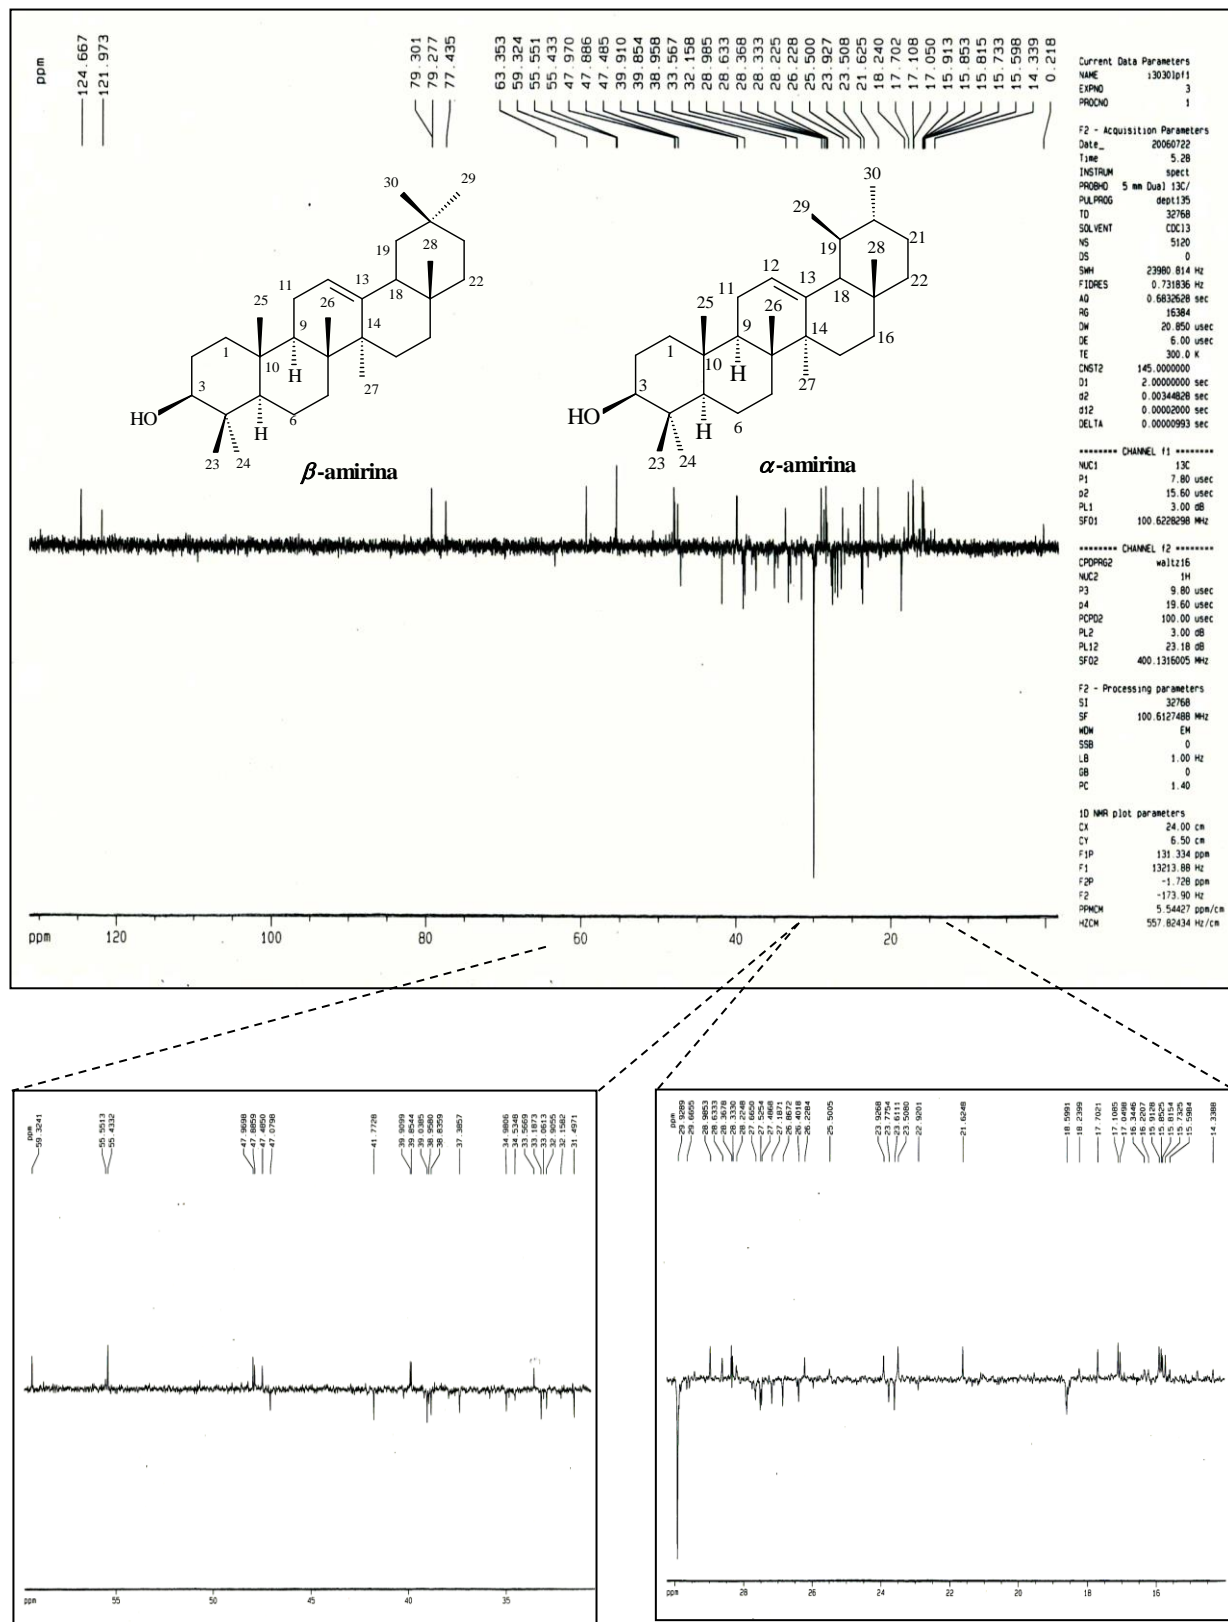 ppm
124.667
121.973
79.301
79.277
77.435
63.353
59.324
55.551
55.433
47.970
47.886
47.485
39.910
39.854
38.958
33.567
32.158
28.985
28.633
28.368
28.333
28.225
26.228
25.500
23.927
23.508
21.625
18.240
17.702
17.108
17.050
15.913
15.853
15.815
15.733
15.598
14.339
0.218
Current Data Parameters
NAME i30301pf1
EXPNO 3
PROCNO 1
F2 - Acquisition Parameters
Date_ 20060722
Time 5.28
INSTRUM spect
PROBHD 5 mm Dual 13C/
PULPROG dept135
TD 32768
SOLVENT CDCl3
NS 5120
DS 0
SWH 23980.814 Hz
FIDRES 0.731836 Hz
AQ 0.6832628 sec
RG 16384
DW 20.850 usec
DE 6.00 usec
TE 300.0 K
CNST2 145.0000000
D1 2.00000000 sec
d2 0.00344828 sec
d12 0.00002000 sec
DELTA 0.00000993 sec
======== CHANNEL f1 ========
NUC1 13C
P1 7.80 usec
p2 15.60 usec
PL1 3.00 dB
SFO1 100.6228298 MHz
======== CHANNEL f2 ========
CPDPRG2 waltz16
NUC2 1H
P3 9.80 usec
p4 19.60 usec
PCPD2 100.00 usec
PL2 3.00 dB
PL12 23.18 dB
SFO2 400.1316005 MHz
F2 - Processing parameters
SI 32768
SF 100.6127488 MHz
WDW EM
SSB 0
LB 1.00 Hz
GB 0
PC 1.40
1D NMR plot parameters
CX 24.00 cm
CY 6.50 cm
F1P 131.334 ppm
F1 13213.88 Hz
F2P -1.728 ppm
F2 -173.90 Hz
PPMCM 5.54427 ppm/cm
HZCM 557.82434 Hz/cm
30 29
19 28
11 13 22
25 26 18
9 14
1
10 H 27
3
HO
H 6
23 24
β-amirina
30
29
19 21
28
12
13 22
11 18
25 26
9 14 16
1
10 H 27
3
HO
H 6
23 24
α-amirina
ppm 120 100 80 60 40 20
ppm
59.3241
55.5513
55.4332
47.9698
47.8859
47.4850
47.0798
41.7728
39.9099
39.8544
39.0385
38.9580
38.8359
37.3857
34.9806
34.5348
33.5669
33.1873
33.0613
32.9055
32.1582
31.4971
ppm 55 50 45 40 35
ppm
29.9289
29.6655
28.9853
28.6333
28.3678
28.3330
28.2248
27.6650
27.5254
27.4868
27.1871
26.8672
26.4018
26.2284
25.5005
23.9268
23.7754
23.6111
23.5080
22.9201
21.6248
18.5991
18.2399
17.7021
17.1085
17.0498
16.3446
16.2207
15.9128
15.8525
15.8154
15.7325
15.5984
14.3388
ppm 28 26 24 22 20 18 16